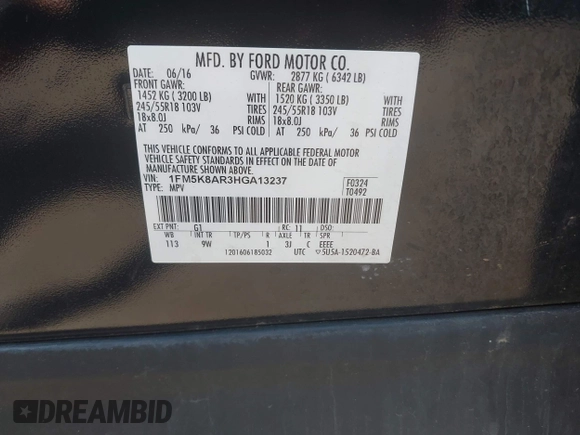 MFD. BY FORD MOTOR CO.
DATE: 06/16 GVWR: 2877 KG ( 6342 LB)
FRONT GAWR: REAR GAWR:
1452 KG ( 3200 LB) WITH 1520 KG ( 3350 LB) WITH
245/55R18 103V TIRES 245/55R18 103V TIRES
18x8.0J RIMS 18x8.0J RIMS
AT 250 kPa/ 36 PSI COLD AT 250 kPa/ 36 PSI COLD
THIS VEHICLE CONFORMS TO ALL APPLICABLE FEDERAL MOTOR
VEHICLE SAFETY STANDARDS IN EFFECT ON THE DATE OF
MANUFACTURE SHOWN ABOVE.
VIN: 1FM5K8AR3HGA13237 F0324
TYPE: MPV T0492
EXT PNT: G1 RC: 11
WB INT TR TP/PS R AXLE TR SPR
113 9W 1 3J C EEEE
1201606185032 UTC 5U5A-1520472-BA
DREAMBID